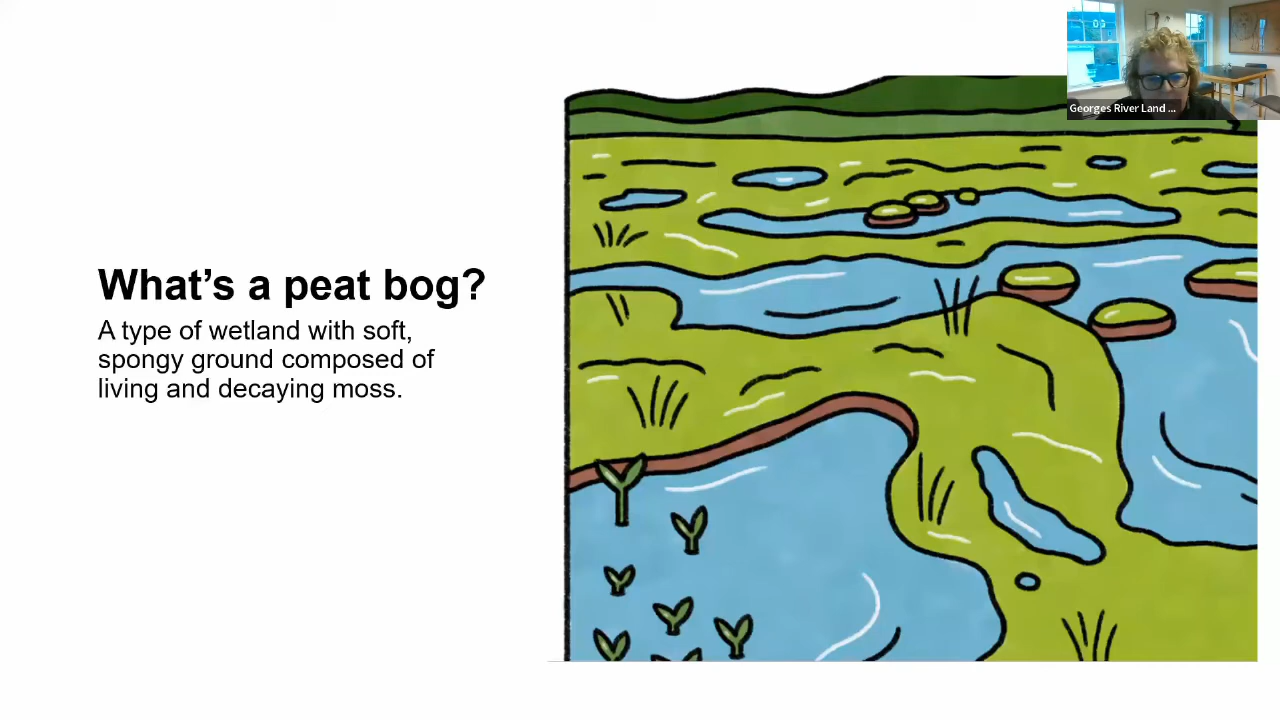 What's a peat bog?
A type of wetland with soft,
spongy ground composed of
living and decaying moss.
Georges River Land ...